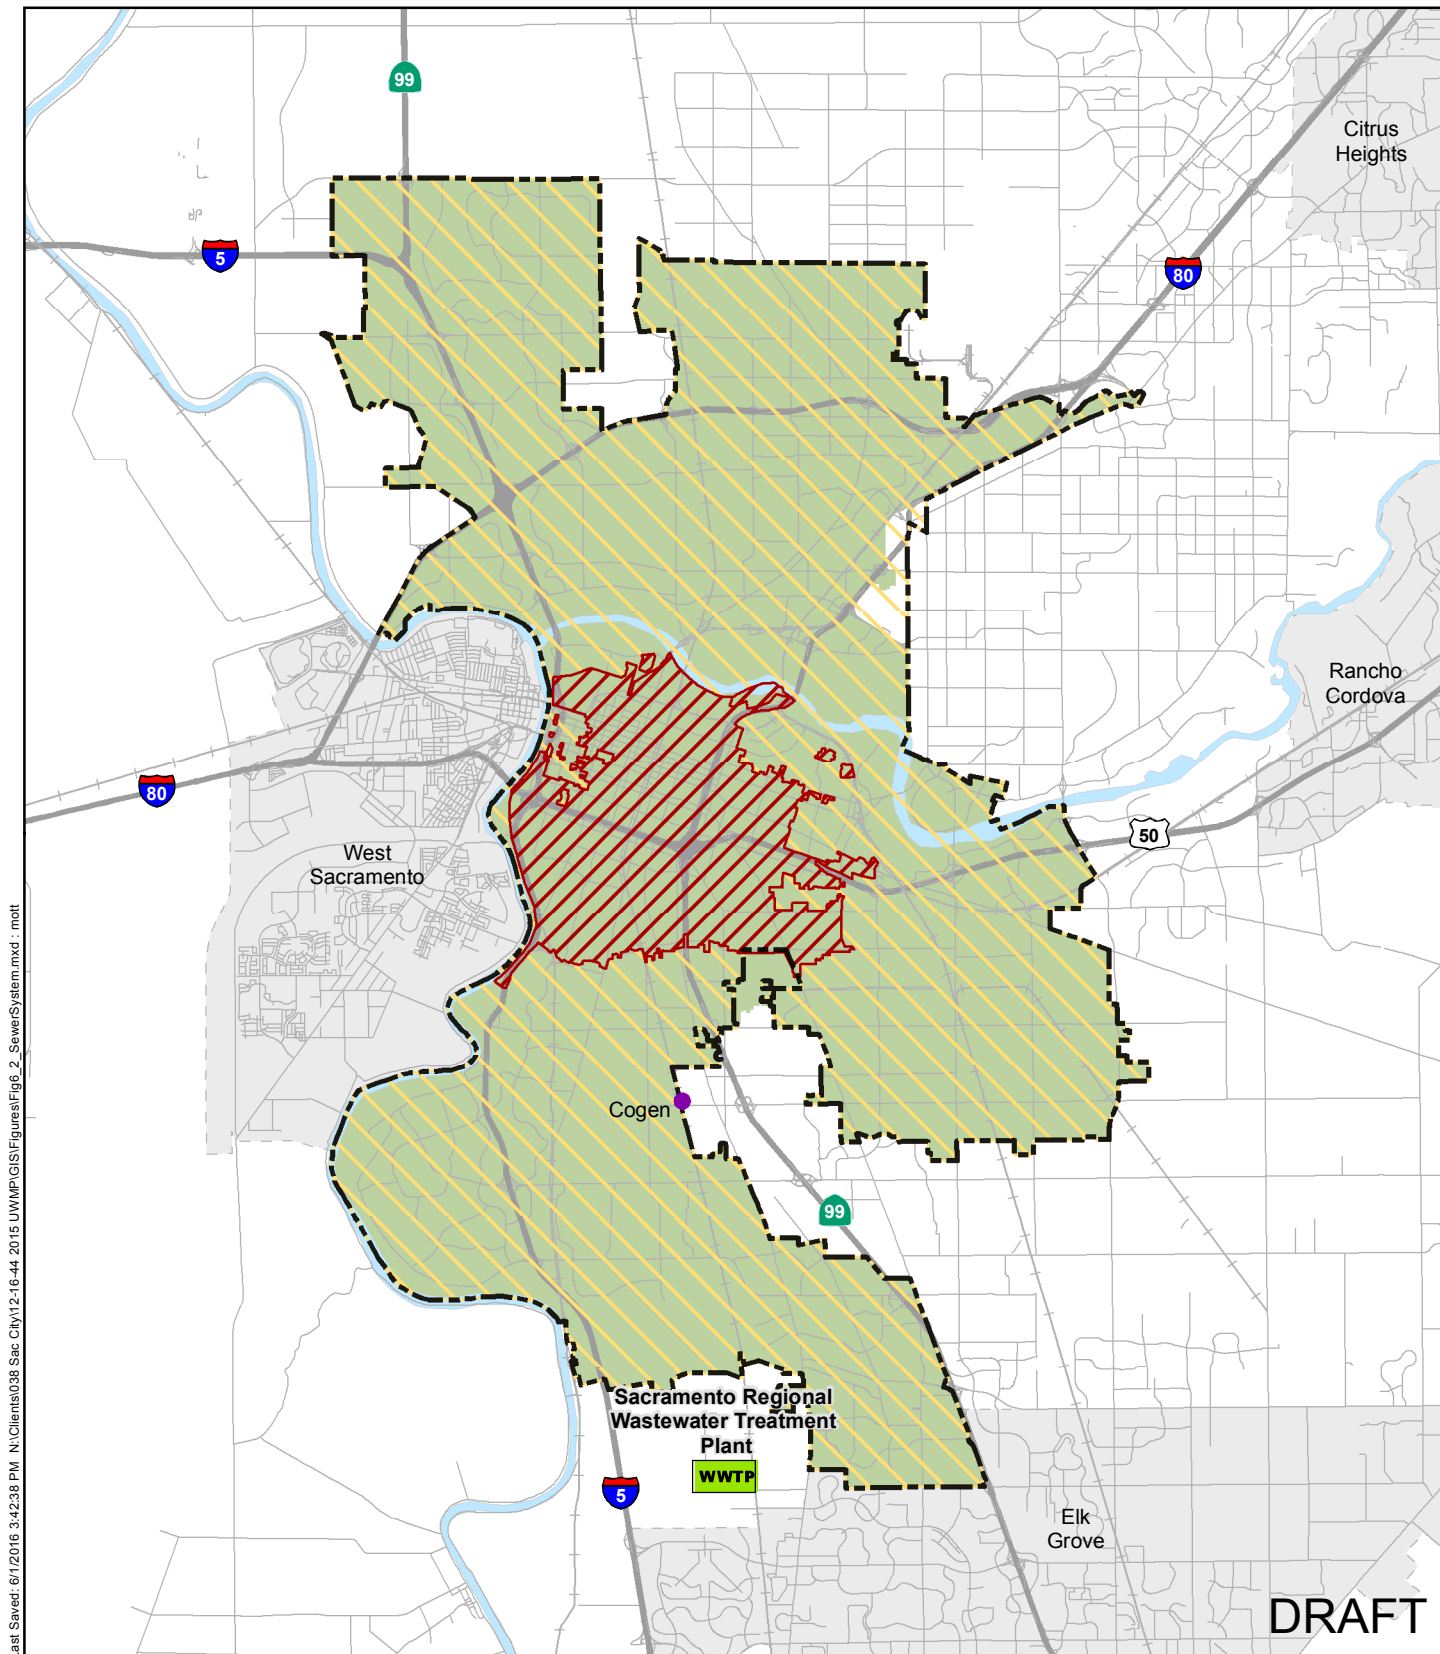 99
Citrus
Heights
5
80
Rancho
Cordova
80
50
West
Sacramento
Cogen
99
Sacramento Regional
Wastewater Treatment
Plant
WWTP
5
Elk
Grove
DRAFT
Last Saved: 6/1/2016 3:42:38 PM N:\Clients\038 Sac City\12-16-44 2015 UWMP\GIS\Figures\Fig6_2_SewerSystem.mxd : mott